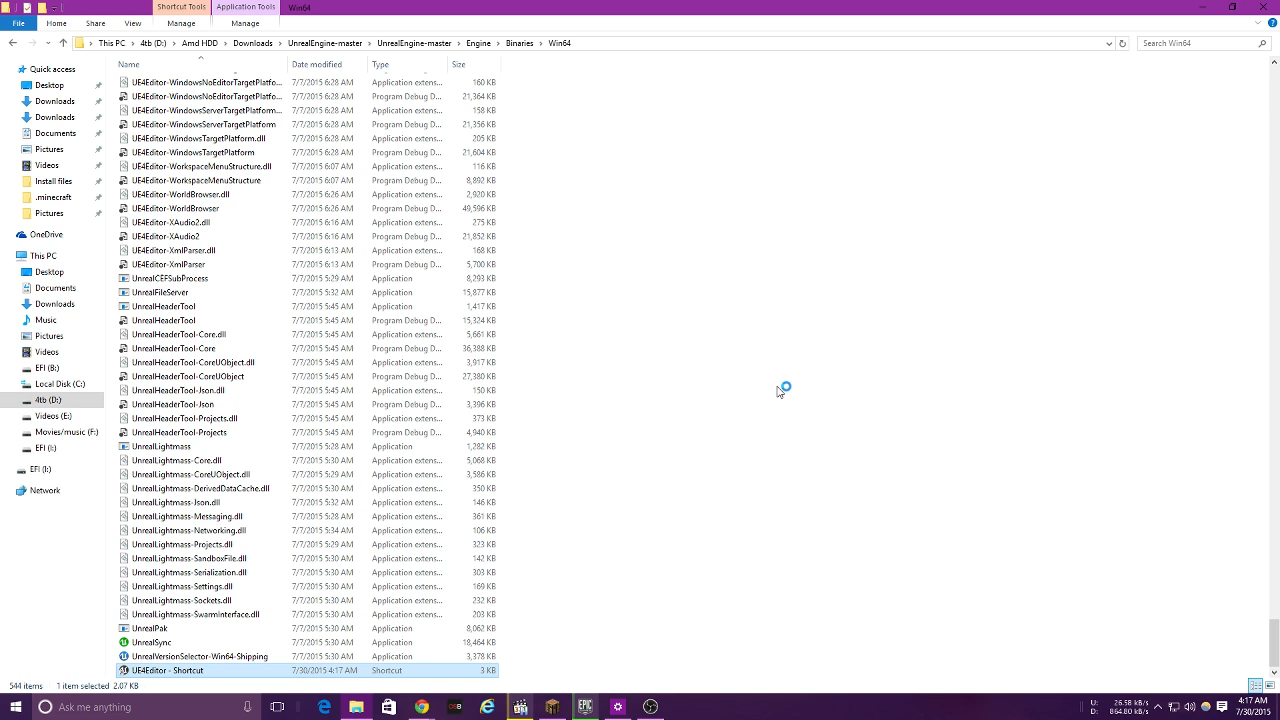 Shortcut Tools Application Tools Win64
File Home Share View Manage Manage
This PC 4tb (D:) Amd HDD Downloads UnrealEngine-master UnrealEngine-master Engine Binaries Win64 Search Win64
Name Date modified Type Size
Quick access
Desktop
Downloads
Downloads
Documents
Pictures
Videos
Install files
.minecraft
Pictures
OneDrive
This PC
Desktop
Documents
Downloads
Music
Pictures
Videos
EFI (B:)
Local Disk (C:)
4tb (D:)
Videos (E:)
Movies/music (F:)
EFI (I:)
EFI (I:)
Network
UE4Editor-WindowsNoEditorTargetPlatfo... 7/7/2015 6:28 AM Application extens... 160 KB
UE4Editor-WindowsNoEditorTargetPlatfo... 7/7/2015 6:28 AM Program Debug D... 21,364 KB
UE4Editor-WindowsServerTargetPlatform... 7/7/2015 6:28 AM Application extens... 158 KB
UE4Editor-WindowsServerTargetPlatform 7/7/2015 6:28 AM Program Debug D... 21,356 KB
UE4Editor-WindowsTargetPlatform.dll 7/7/2015 6:28 AM Application extens... 205 KB
UE4Editor-WindowsTargetPlatform 7/7/2015 6:28 AM Program Debug D... 21,604 KB
UE4Editor-WorkspaceMenuStructure.dll 7/7/2015 6:07 AM Application extens... 116 KB
UE4Editor-WorkspaceMenuStructure 7/7/2015 6:07 AM Program Debug D... 8,892 KB
UE4Editor-WorldBrowser.dll 7/7/2015 6:26 AM Application extens... 2,920 KB
UE4Editor-WorldBrowser 7/7/2015 6:26 AM Program Debug D... 49,596 KB
UE4Editor-XAudio2.dll 7/7/2015 6:16 AM Application extens... 275 KB
UE4Editor-XAudio2 7/7/2015 6:16 AM Program Debug D... 21,852 KB
UE4Editor-XmlParser.dll 7/7/2015 6:13 AM Application extens... 168 KB
UE4Editor-XmlParser 7/7/2015 6:13 AM Program Debug D... 5,700 KB
UnrealCEFSubProcess 7/7/2015 5:29 AM Application 8,293 KB
UnrealFileServer 7/7/2015 5:32 AM Application 15,877 KB
UnrealHeaderTool 7/7/2015 5:45 AM Application 1,417 KB
UnrealHeaderTool 7/7/2015 5:45 AM Program Debug D... 15,324 KB
UnrealHeaderTool-Core.dll 7/7/2015 5:45 AM Application extens... 5,661 KB
UnrealHeaderTool-Core 7/7/2015 5:45 AM Program Debug D... 36,388 KB
UnrealHeaderTool-CoreUObject.dll 7/7/2015 5:45 AM Application extens... 3,917 KB
UnrealHeaderTool-CoreUObject 7/7/2015 5:45 AM Program Debug D... 27,380 KB
UnrealHeaderTool-Json.dll 7/7/2015 5:45 AM Application extens... 150 KB
UnrealHeaderTool-Json 7/7/2015 5:45 AM Program Debug D... 3,396 KB
UnrealHeaderTool-Projects.dll 7/7/2015 5:45 AM Application extens... 373 KB
UnrealHeaderTool-Projects 7/7/2015 5:45 AM Program Debug D... 4,940 KB
UnrealLightmass 7/7/2015 5:28 AM Application 1,282 KB
UnrealLightmass-Core.dll 7/7/2015 5:30 AM Application extens... 5,068 KB
UnrealLightmass-CoreUObject.dll 7/7/2015 5:29 AM Application extens... 3,586 KB
UnrealLightmass-DerivedDataCache.dll 7/7/2015 5:30 AM Application extens... 350 KB
UnrealLightmass-Json.dll 7/7/2015 5:32 AM Application extens... 146 KB
UnrealLightmass-Messaging.dll 7/7/2015 5:28 AM Application extens... 361 KB
UnrealLightmass-Networking.dll 7/7/2015 5:34 AM Application extens... 106 KB
UnrealLightmass-Projects.dll 7/7/2015 5:29 AM Application extens... 323 KB
UnrealLightmass-SandboxFile.dll 7/7/2015 5:30 AM Application extens... 142 KB
UnrealLightmass-Serialization.dll 7/7/2015 5:30 AM Application extens... 303 KB
UnrealLightmass-Settings.dll 7/7/2015 5:30 AM Application extens... 169 KB
UnrealLightmass-Sockets.dll 7/7/2015 5:30 AM Application extens... 232 KB
UnrealLightmass-SwarmInterface.dll 7/7/2015 5:30 AM Application extens... 203 KB
UnrealPak 7/7/2015 5:30 AM Application 8,062 KB
UnrealSync 7/7/2015 5:30 AM Application 18,464 KB
UnrealVersionSelector-Win64-Shipping 7/7/2015 5:30 AM Application 3,378 KB
UE4Editor - Shortcut 7/30/2015 4:17 AM Shortcut 3 KB
544 items 1 item selected 2.07 KB
Ask me anything EPIC U: 26.58 kB/s 4:17 AM
D: 864.80 kB/s 7/30/2015